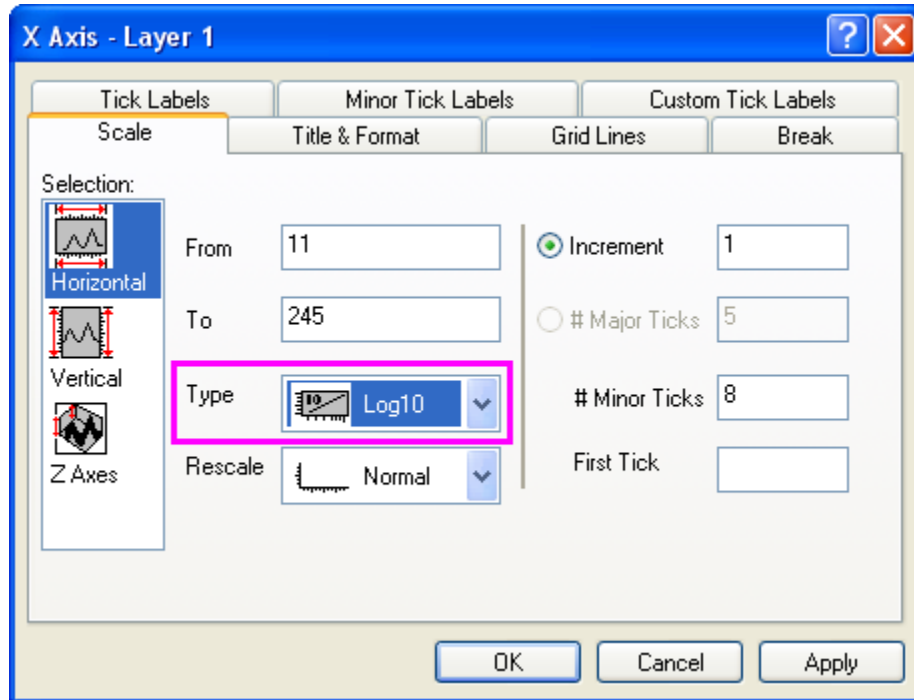 X Axis - Layer 1
Tick Labels
Minor Tick Labels
Custom Tick Labels
Scale
Title & Format
Grid Lines
Break
Selection:
Horizontal
Vertical
Z Axes
From
11
To
245
Type
10
Log10
Rescale
Normal
Increment
1
# Major Ticks
5
# Minor Ticks
8
First Tick
OK
Cancel
Apply